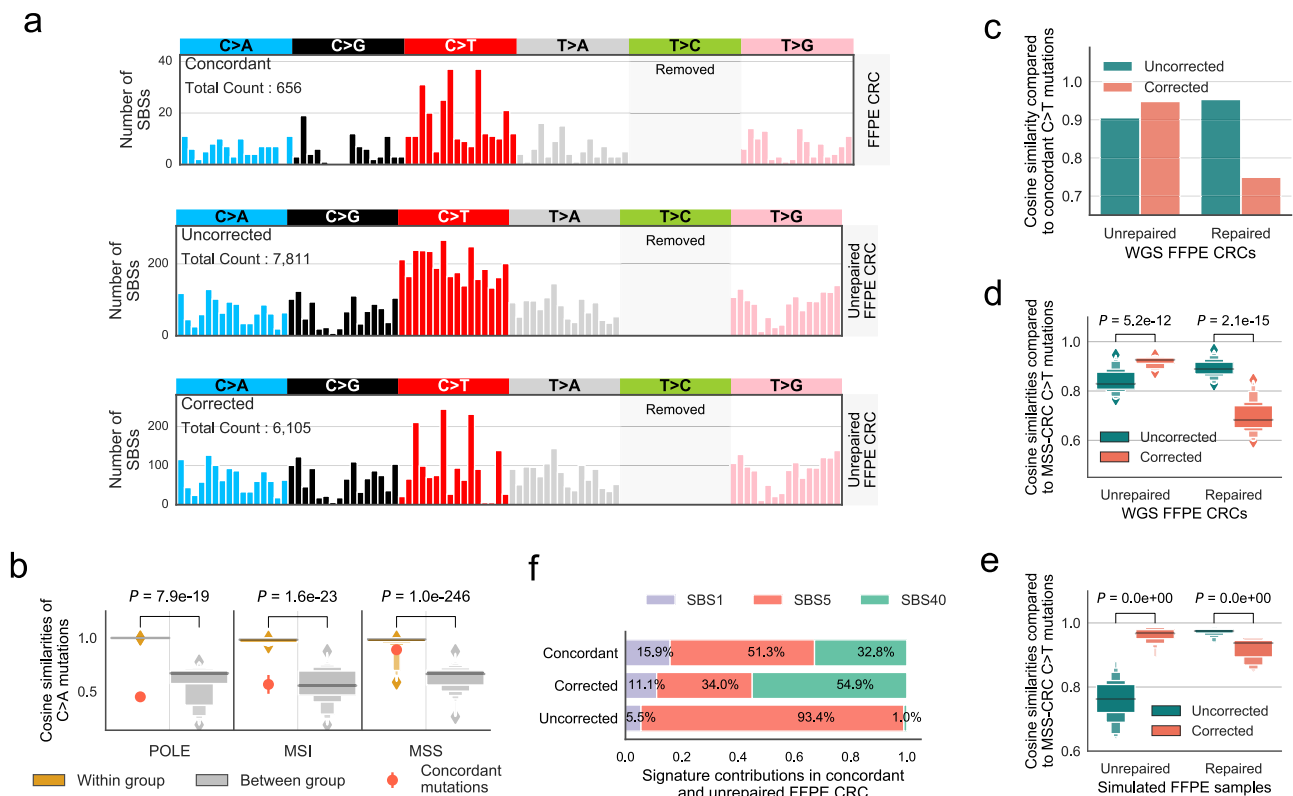 a
C>A C>G C>T T>A T>C T>G
Number of
SBSs
40
20
0
Concordant
Total Count : 656
Removed
FFPE CRC
C>A C>G C>T T>A T>C T>G
Number of
SBSs
200
0
Uncorrected
Total Count : 7,811
Removed
Unrepaired
FFPE CRC
C>A C>G C>T T>A T>C T>G
Number of
SBSs
200
100
0
Corrected
Total Count : 6,105
Removed
Unrepaired
FFPE CRC
b
Cosine similarities of
C>A mutations
P = 7.9e-19 P = 1.6e-23 P = 1.0e-246
1.0
0.5
POLE MSI MSS
Within group Between group Concordant
mutations
c
Cosine similarity compared
to concordant C>T mutations
Uncorrected
Corrected
1.0
0.9
0.8
0.7
Unrepaired Repaired
WGS FFPE CRCs
d
Cosine similarities compared
to MSS-CRC C>T mutations
P = 5.2e-12 P = 2.1e-15
1.0
0.8
0.6
Uncorrected
Corrected
Unrepaired Repaired
WGS FFPE CRCs
e
Cosine similarities compared
to MSS-CRC C>T mutations
P = 0.0e+00 P = 0.0e+00
1.0
0.8
0.6
Uncorrected
Corrected
Unrepaired Repaired
Simulated FFPE samples
f
SBS1 SBS5 SBS40
Concordant 15.9% 51.3% 32.8%
Corrected 11.1% 34.0% 54.9%
Uncorrected 5.5% 93.4% 1.0%
0.0 0.2 0.4 0.6 0.8 1.0
Signature contributions in concordant
and unrepaired FFPE CRC